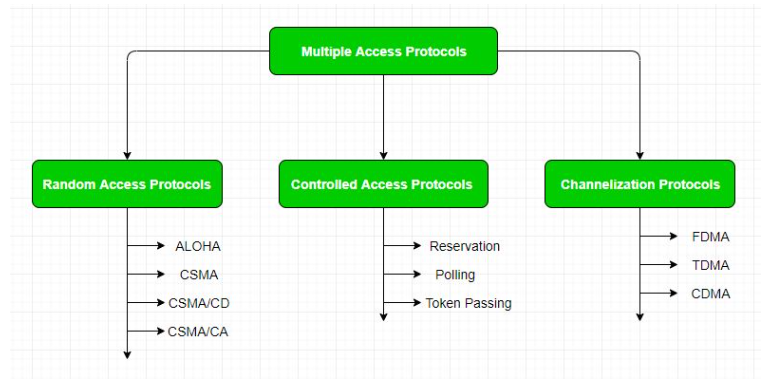 Multiple Access Protocols
Random Access Protocols
ALOHA
CSMA
CSMA/CD
CSMA/CA
Controlled Access Protocols
Reservation
Polling
Token Passing
Channelization Protocols
FDMA
TDMA
CDMA